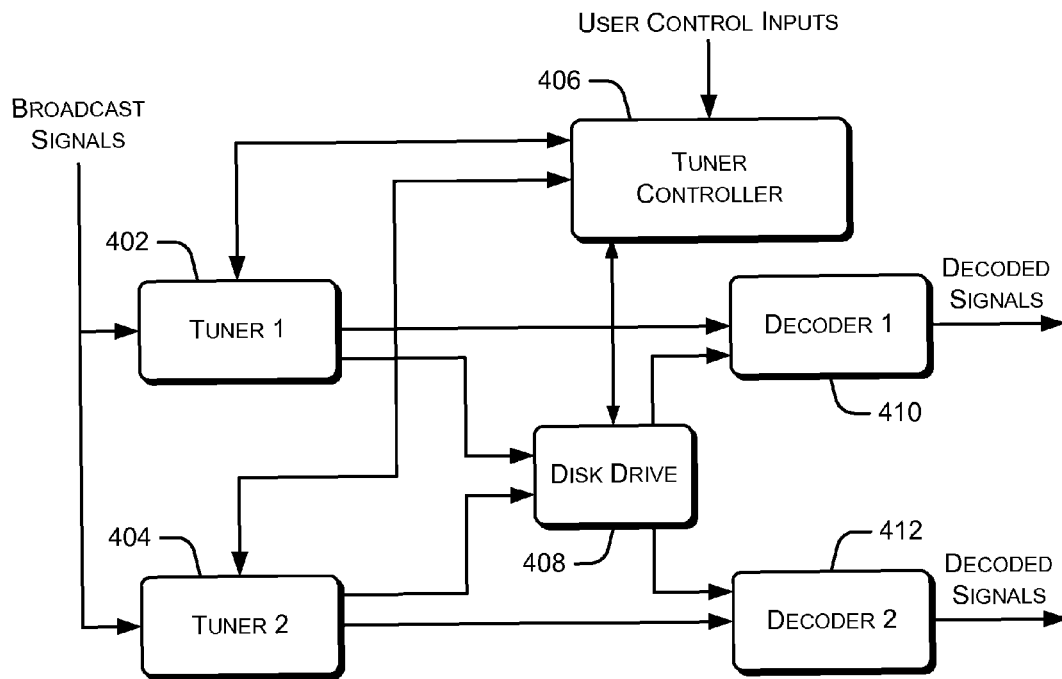 USER CONTROL INPUTS
406
BROADCAST
SIGNALS
TUNER
CONTROLLER
402
DECODED
SIGNALS
TUNER 1
DECODER 1
410
DISK DRIVE
404
408
412
DECODED
SIGNALS
TUNER 2
DECODER 2